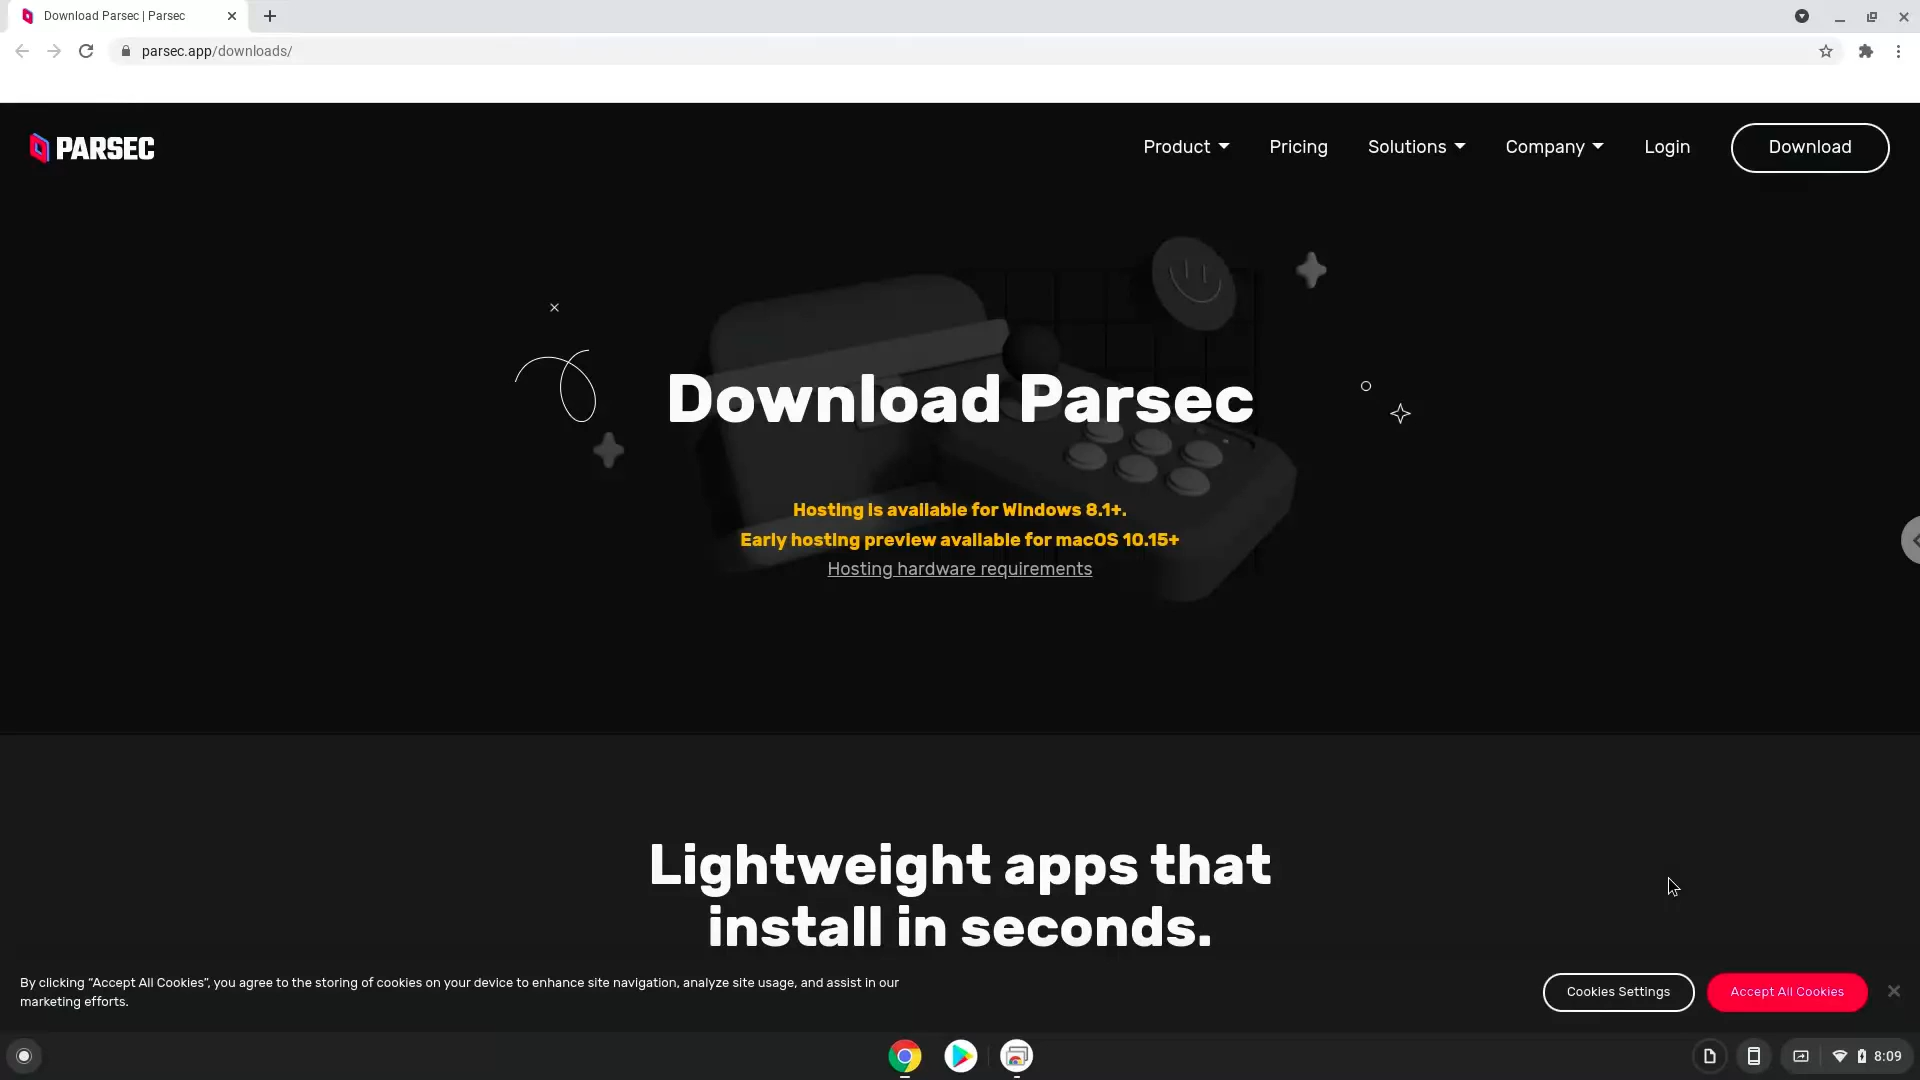 Download Parsec | Parsec
parsec.app/downloads/
PARSEC
Product
Pricing
Solutions
Company
Login
Download
Download Parsec
Hosting is available for Windows 8.1+.
Early hosting preview available for macOS 10.15+
Hosting hardware requirements
Lightweight apps that
install in seconds.
By clicking “Accept All Cookies”, you agree to the storing of cookies on your device to enhance site navigation, analyze site usage, and assist in our
marketing efforts.
Cookies Settings
Accept All Cookies
8:09